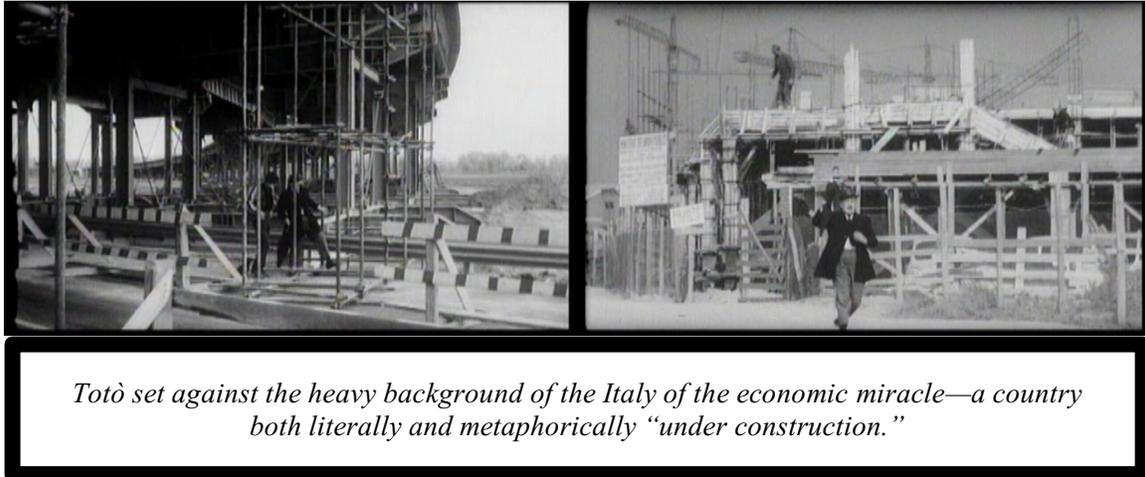 Totò set against the heavy background of the Italy of the economic miracle—a country
both literally and metaphorically “under construction.”